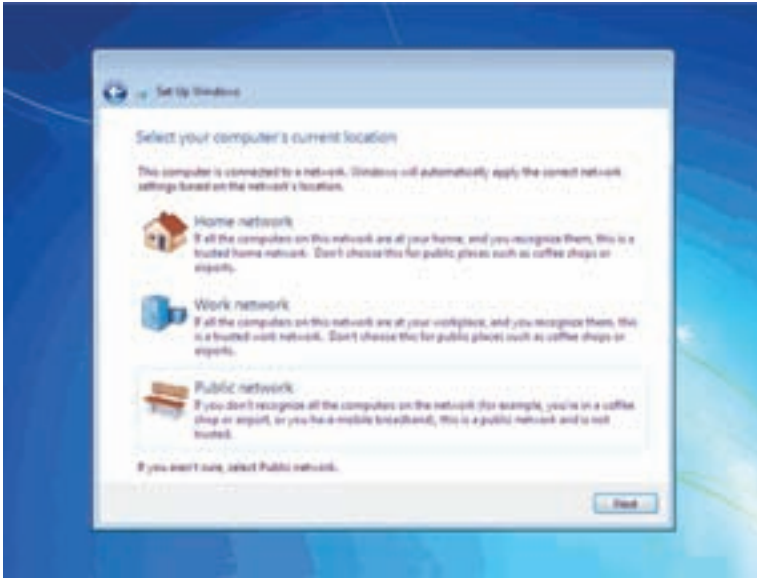 Set Up Windows
Select your computer's current location
This computer is connected to a network. Windows will automatically apply the correct network
settings based on the network's location.
Home network
If all the computers on this network are at your home, and you recognize them, this is a
trusted home network. Don't choose this for public places such as coffee shops or
airports.
Work network
If all the computers on this network are at your workplace, and you recognize them, this
is a trusted work network. Don't choose this for public places such as coffee shops or
airports.
Public network
If you don't recognize all the computers on the network (for example, you're in a coffee
shop or airport, or you have mobile broadband), this is a public network and is not
trusted.
If you aren't sure, select Public network.
Next